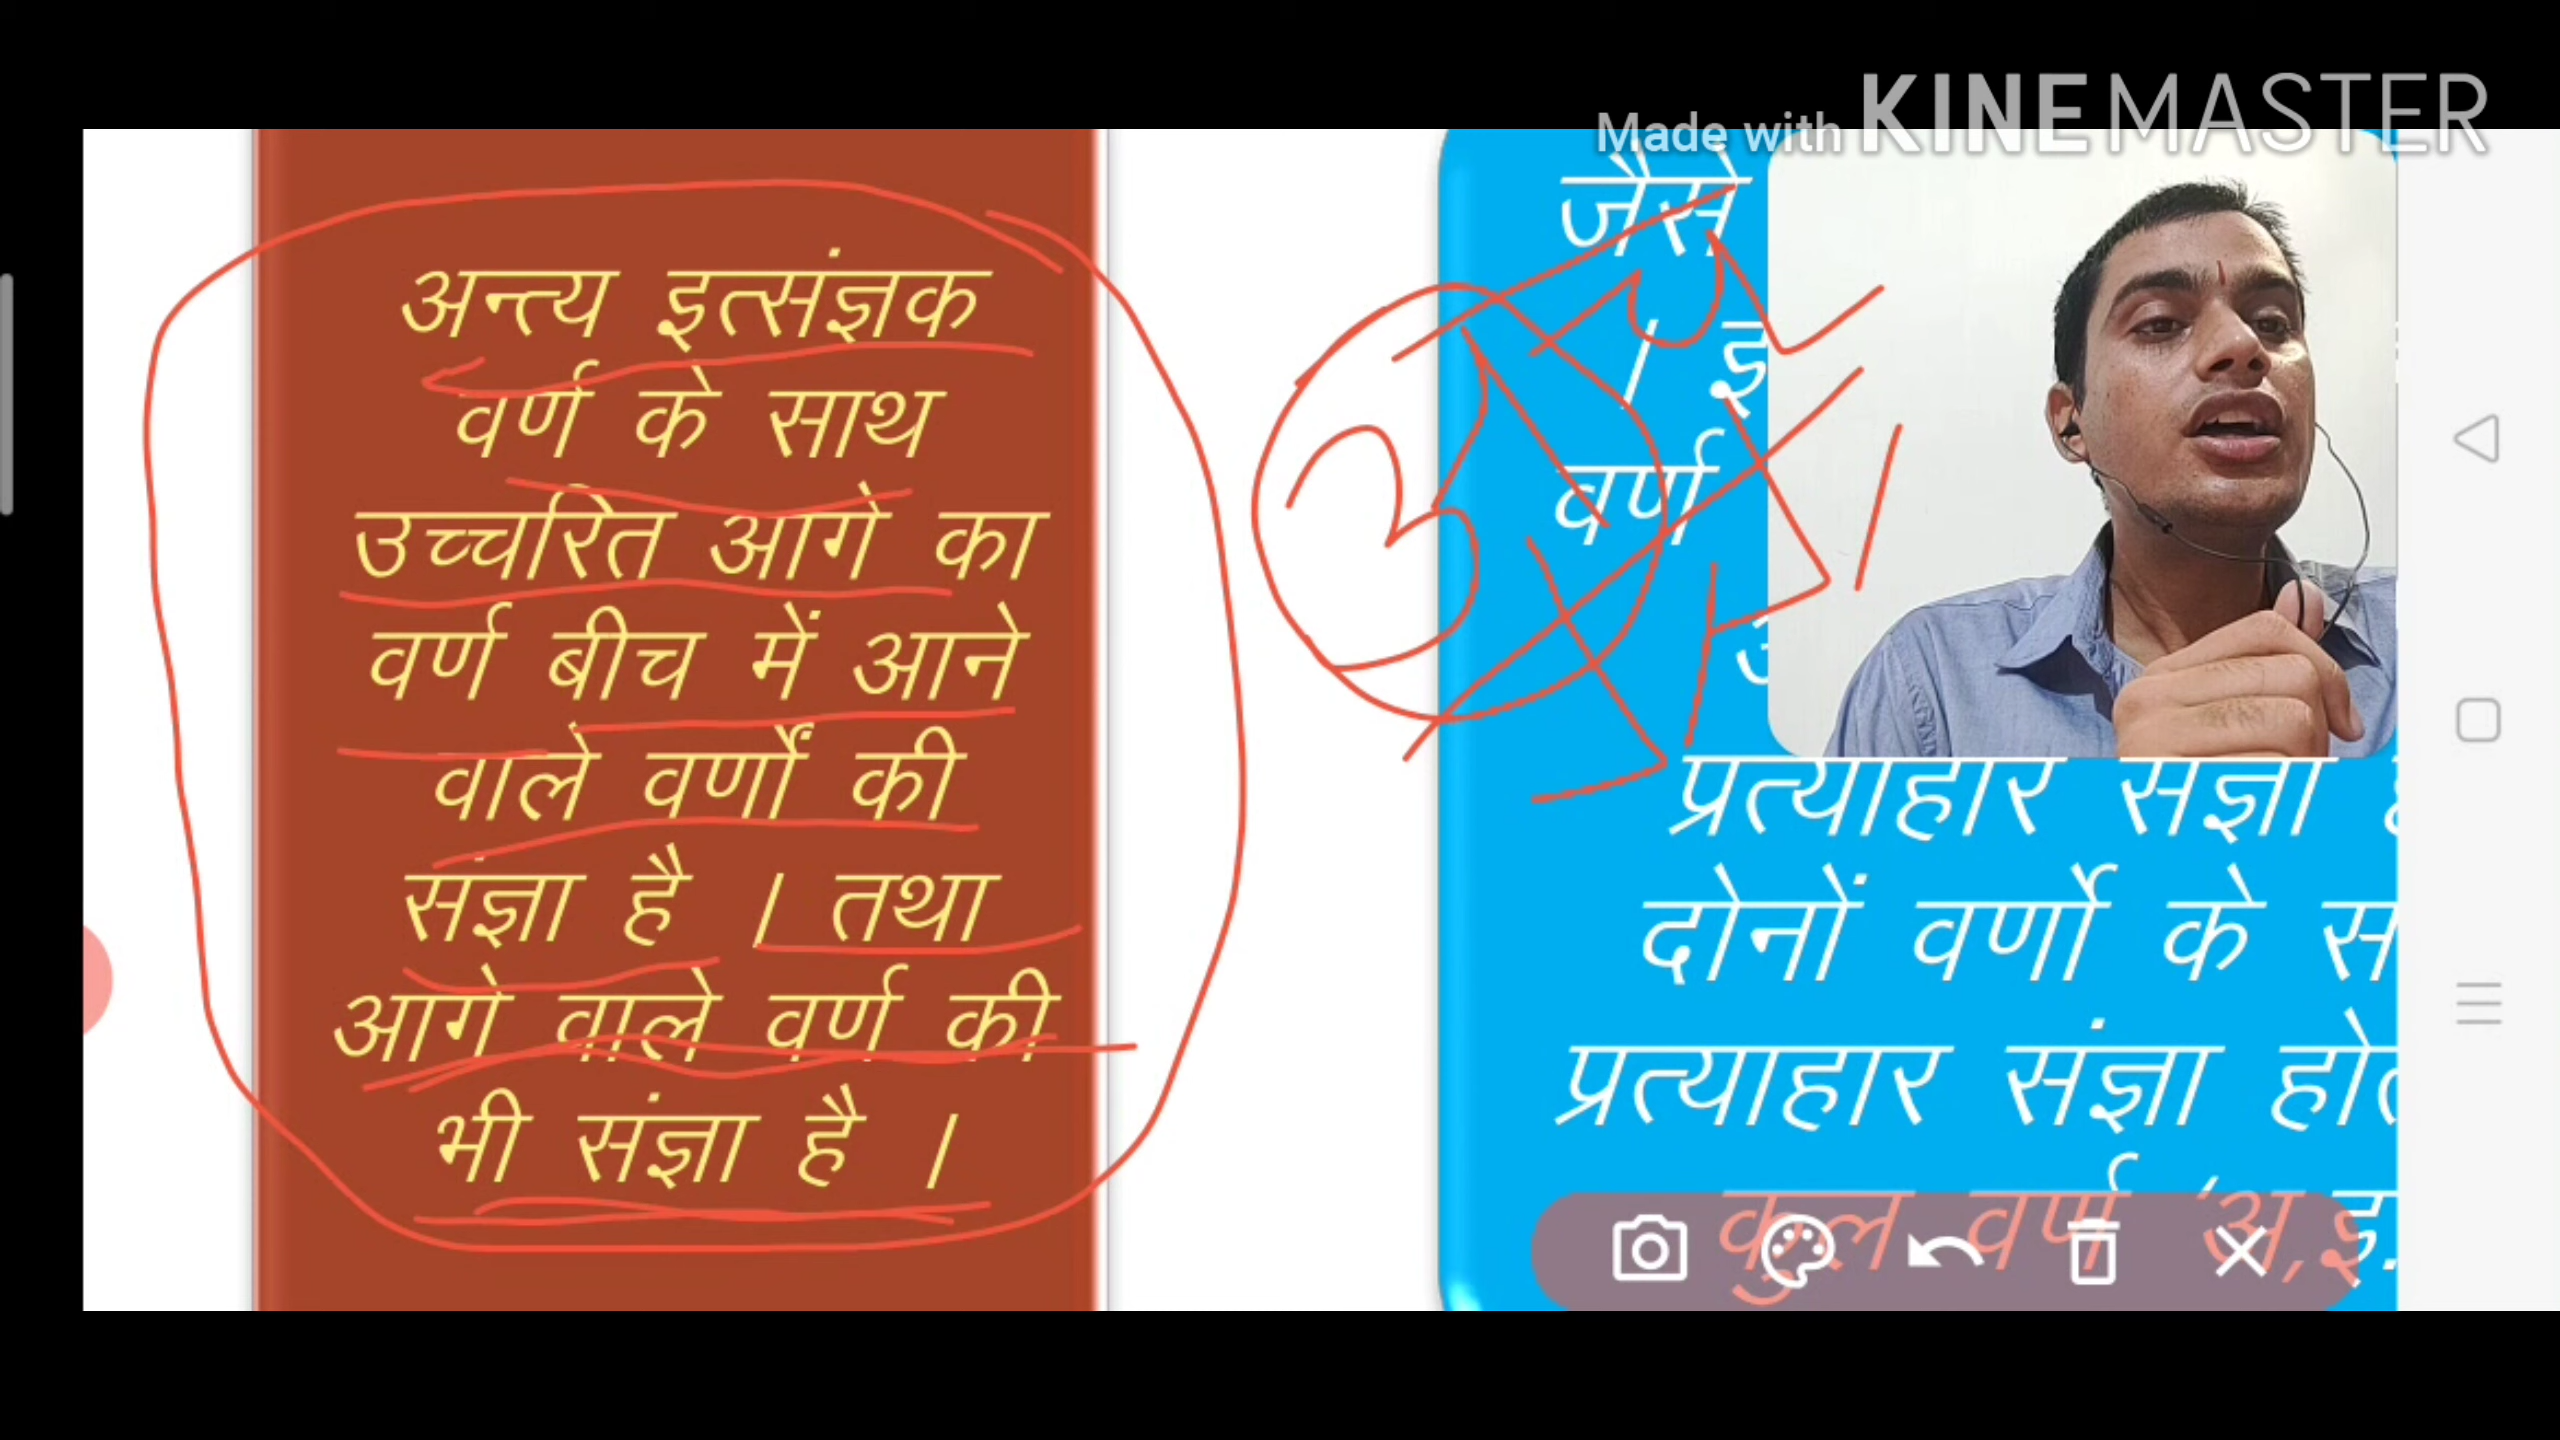 Made with KINEMASTER
अन्त्य इत्संज्ञक
वर्ण के साथ
उच्चरित आगे का
वर्ण बीच में आने
वाले वर्णों की
संज्ञा है । तथा
आगे वाले वर्ण की
भी संज्ञा है ।
जैसे
। इ
वर्ण
प्रत्याहार संज्ञा
दोनों वर्णो के
प्रत्याहार संज्ञा
कुल वर्ण 'अ,इ